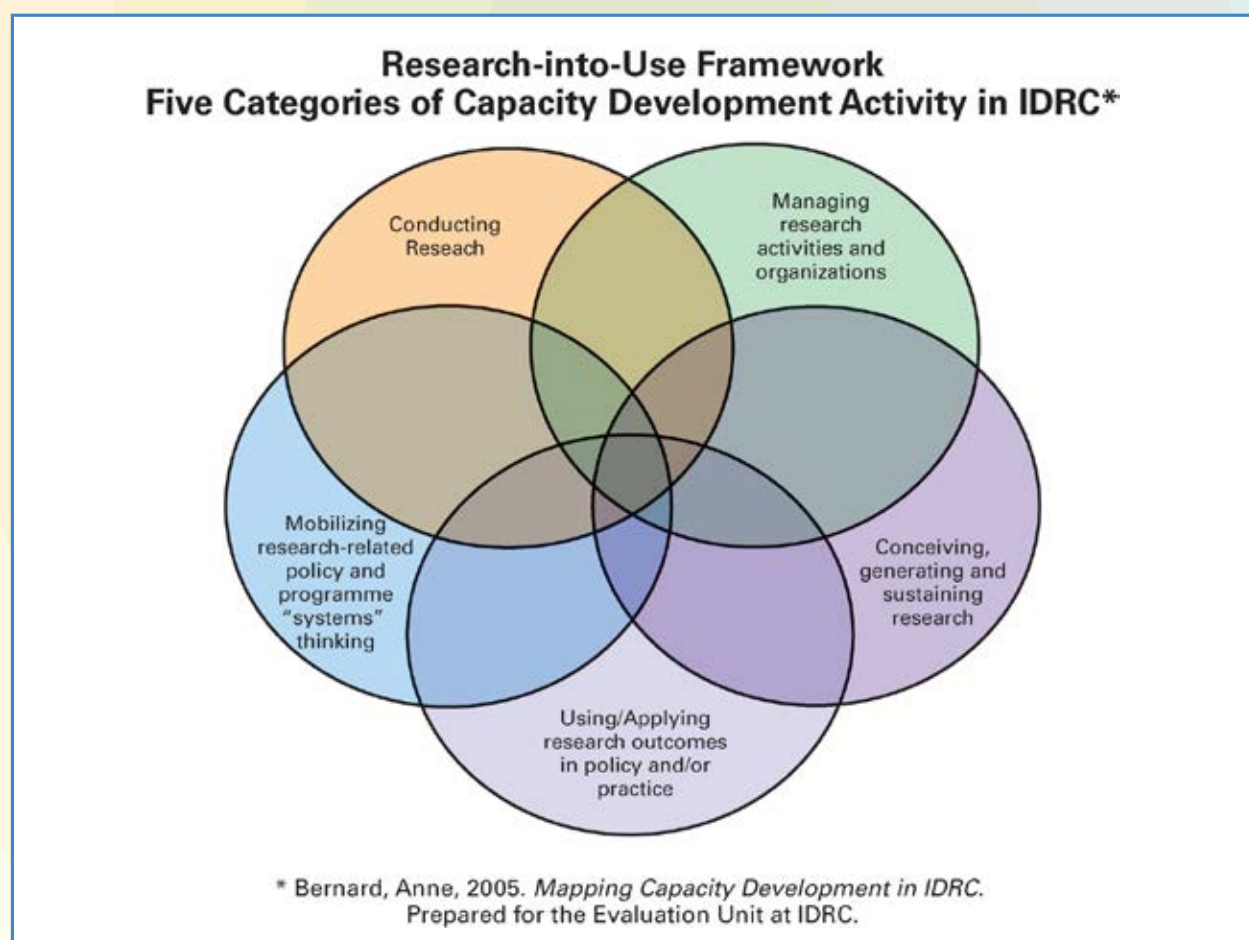 Research-into-Use Framework
Five Categories of Capacity Development Activity in IDRC*
Conducting
Reseach
Managing
research
activities and
organizations
Mobilizing
research-related
policy and
programme
“systems”
thinking
Conceiving,
generating and
sustaining
research
Using/Applying
research outcomes
in policy and/or
practice
* Bernard, Anne, 2005. Mapping Capacity Development in IDRC.
Prepared for the Evaluation Unit at IDRC.